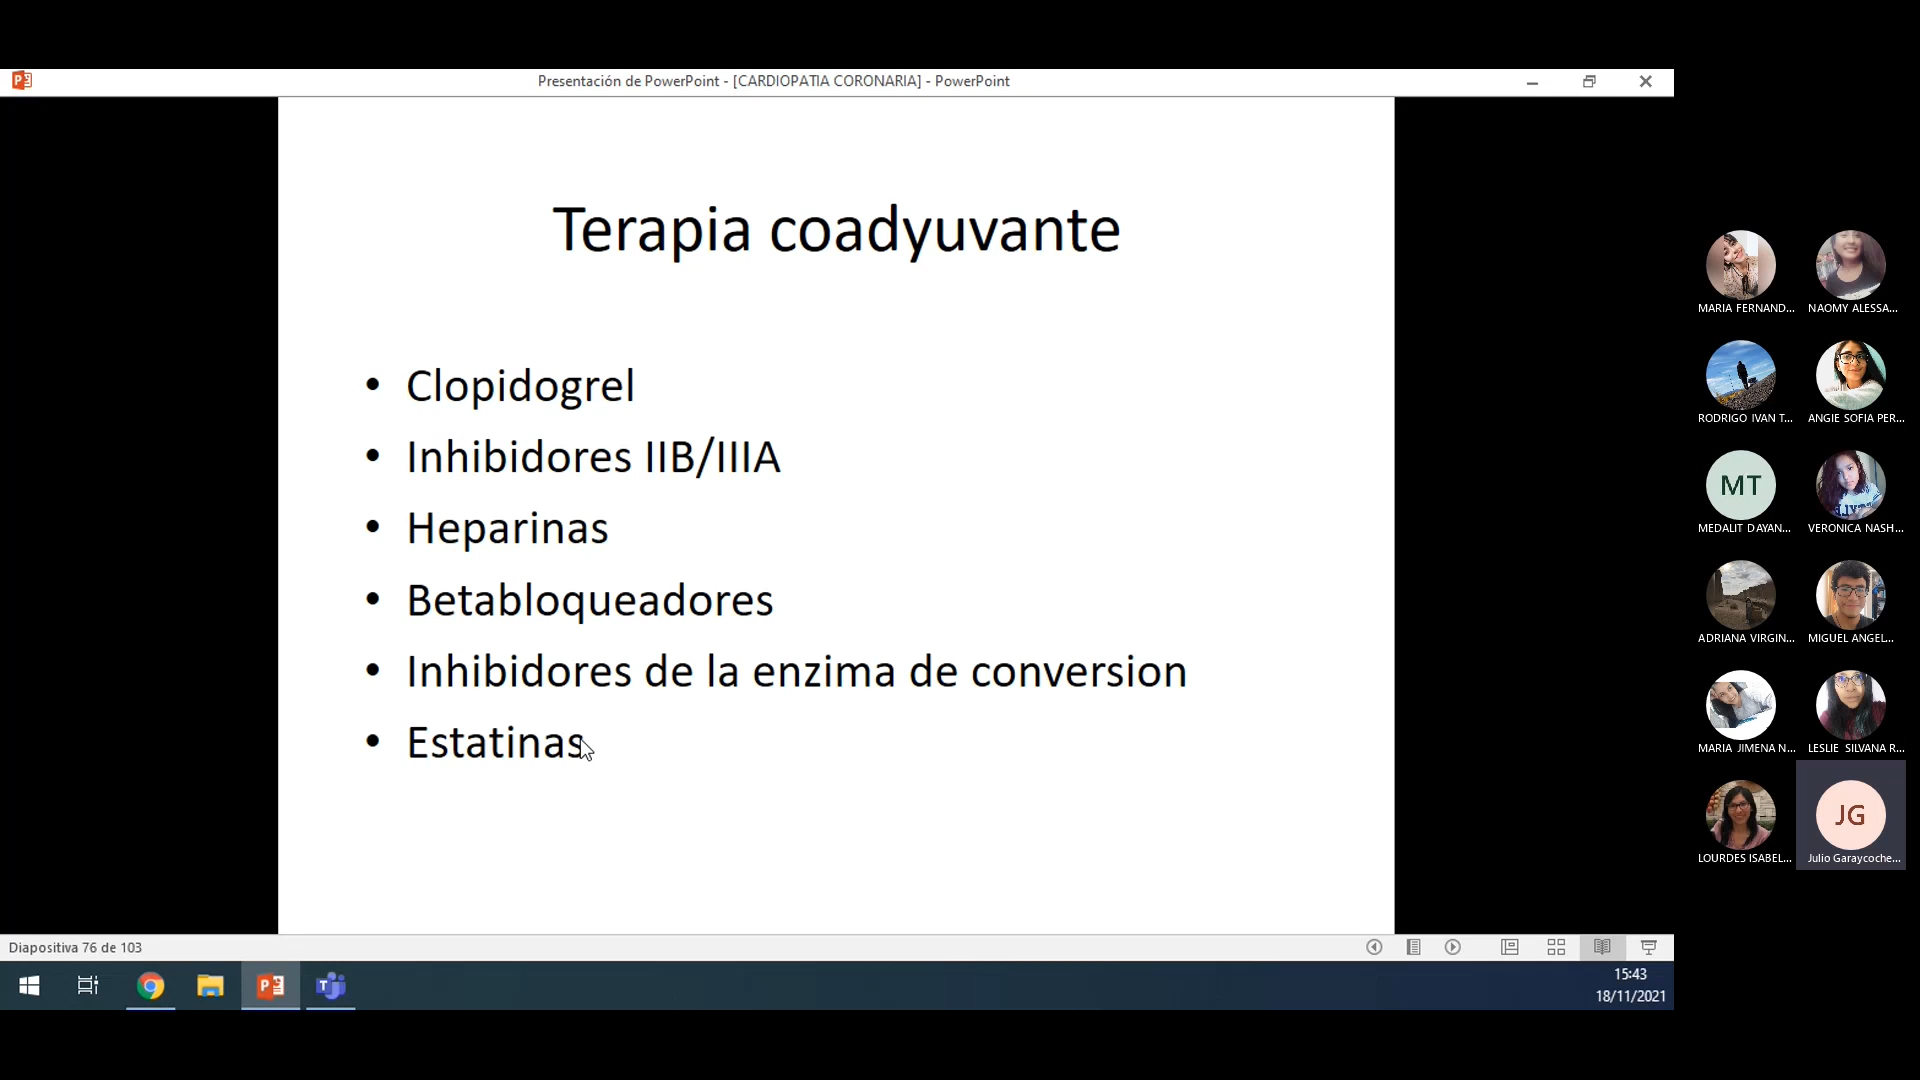 Presentación de PowerPoint - [CARDIOPATIA CORONARIA] - PowerPoint
Terapia coadyuvante
• Clopidogrel
• Inhibidores IIB/IIIA
• Heparinas
• Betabloqueadores
• Inhibidores de la enzima de conversion
• Estatinas
MARIA FERNAND...
NAOMY ALESSA...
RODRIGO IVAN T...
ANGIE SOFIA PER...
MT
MEDALIT DAYAN...
VERONICA NASH...
ADRIANA VIRGIN...
MIGUEL ANGEL...
MARIA JIMENA N...
LESLIE SILVANA R...
LOURDES ISABEL...
JG
Julio Garaycoche...
Diapositiva 76 de 103
15:43
18/11/2021